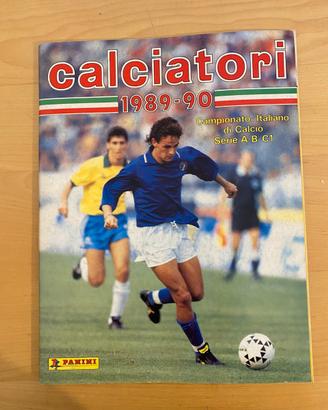 calciatori
1989-90
Campionato Italiano
di Calcio
Serie A-B-C1
PANINI